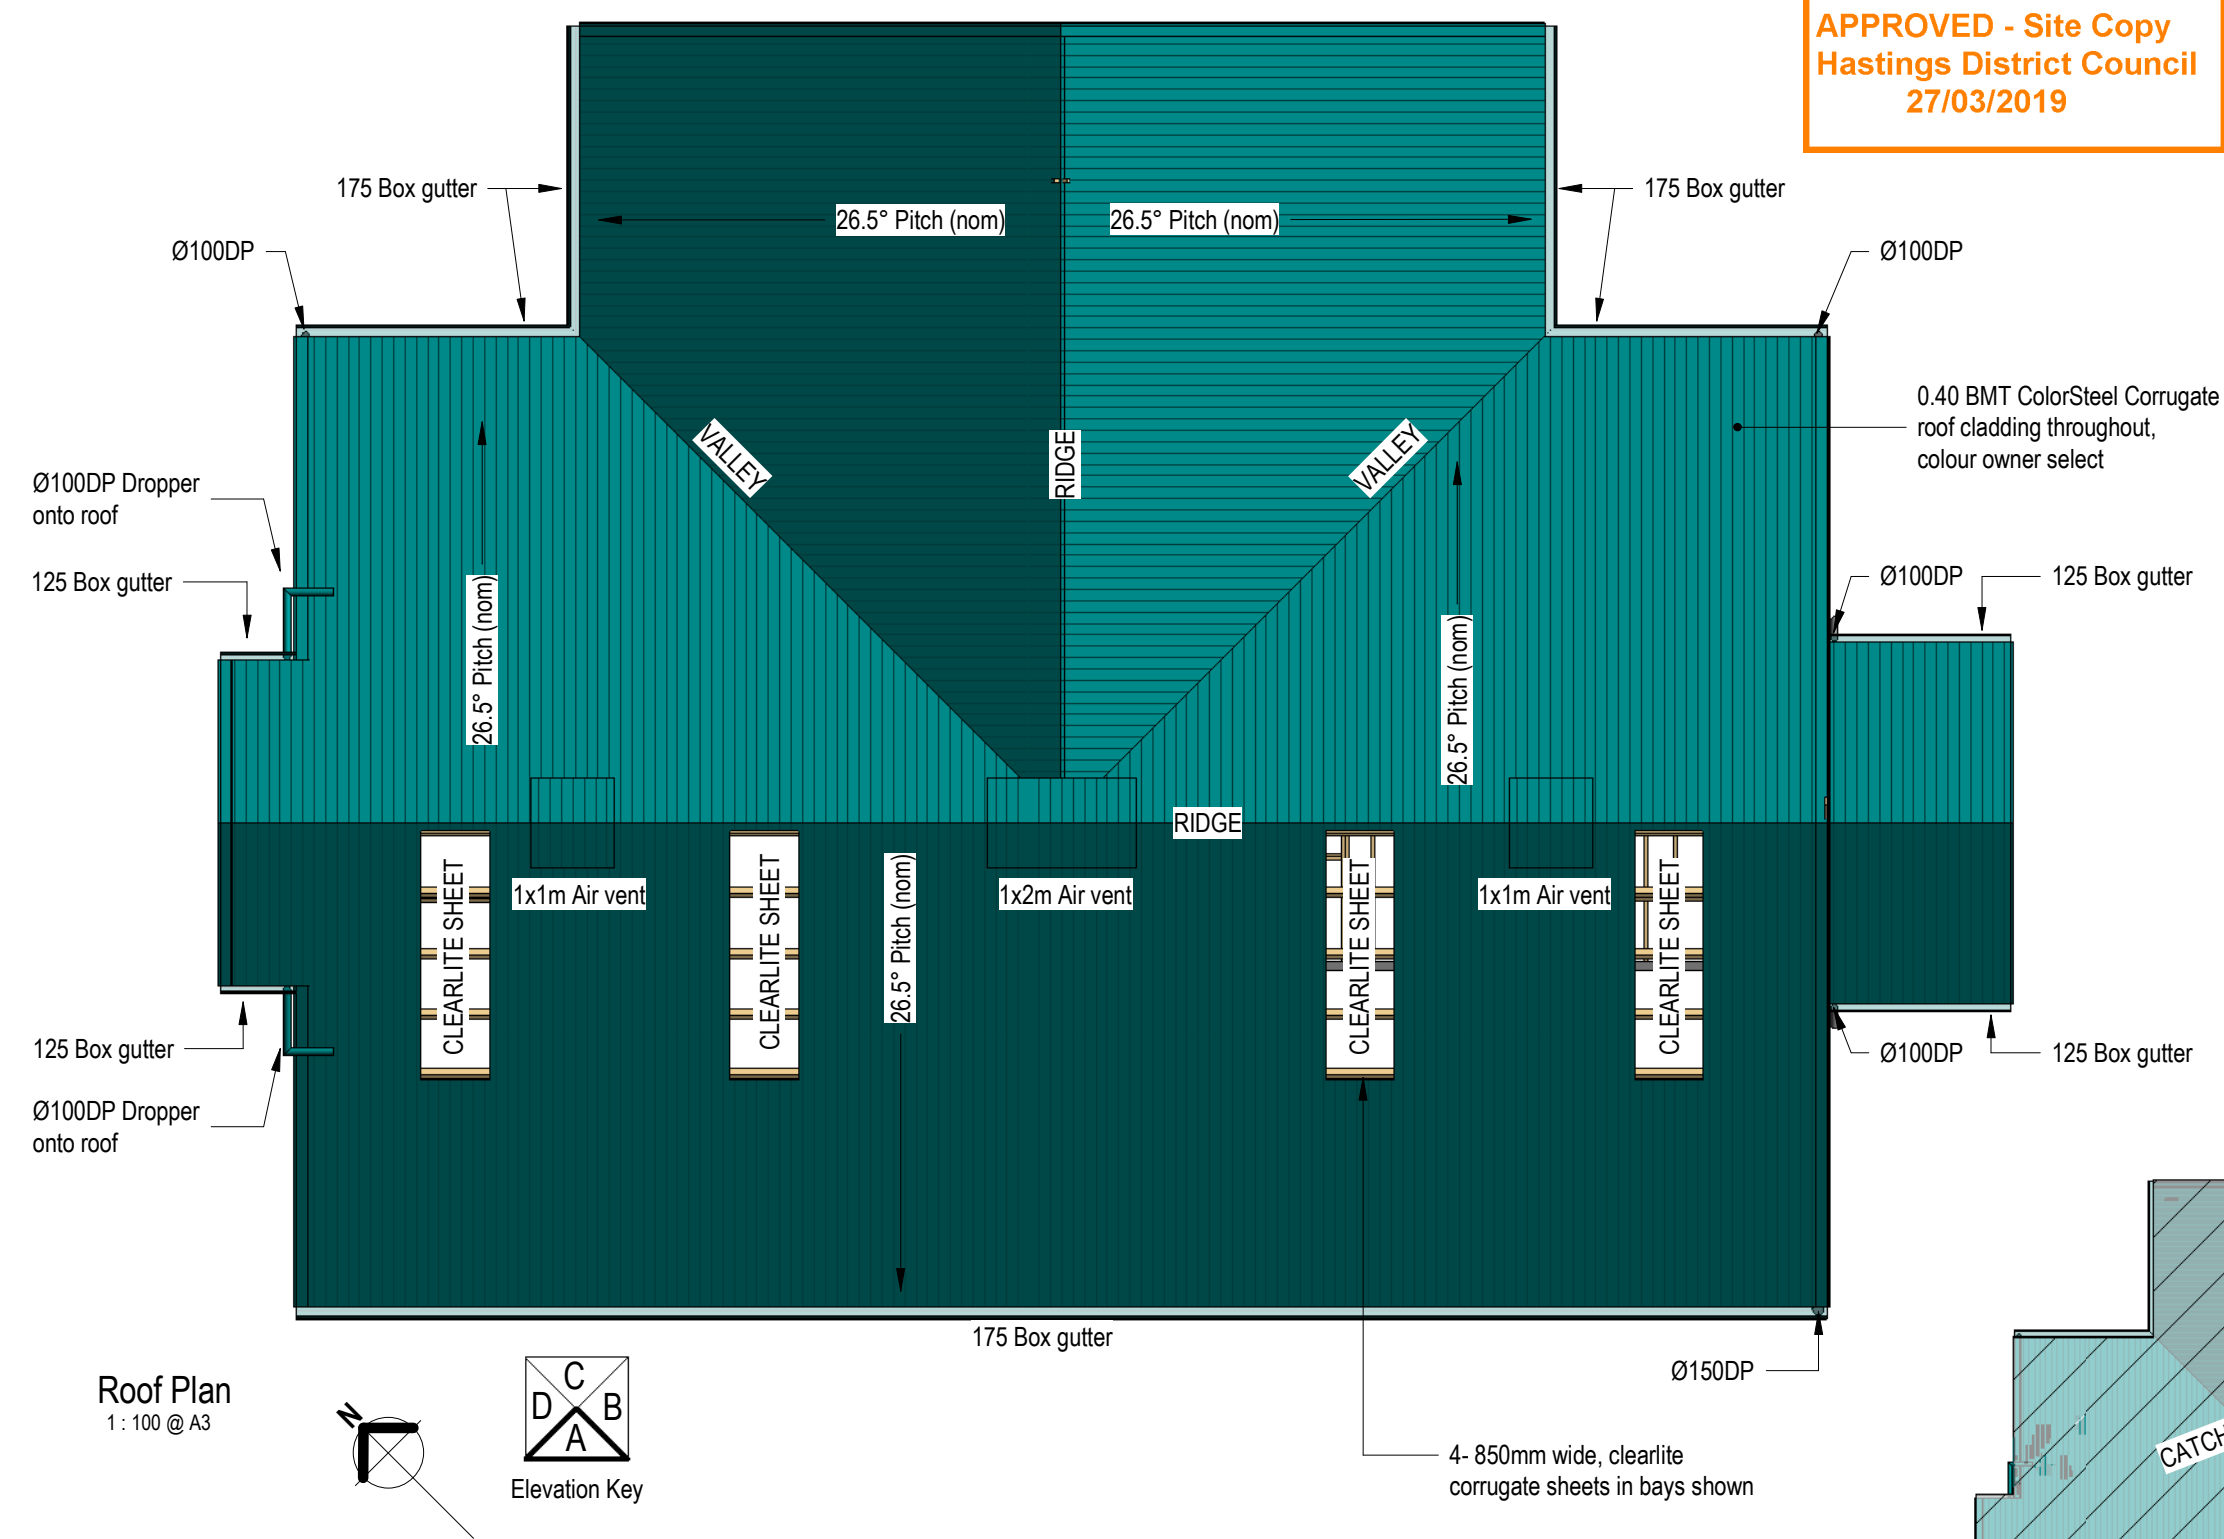 APPROVED - Site Copy
Hastings District Council
27/03/2019
175 Box gutter
175 Box gutter
26.5° Pitch (nom)
26.5° Pitch (nom)
Ø100DP
Ø100DP
0.40 BMT ColorSteel Corrugate
roof cladding throughout,
colour owner select
VALLEY
RIDGE
VALLEY
Ø100DP Dropper
onto roof
125 Box gutter
26.5° Pitch (nom)
26.5° Pitch (nom)
Ø100DP
125 Box gutter
RIDGE
CLEARLITE SHEET
1x1m Air vent
CLEARLITE SHEET
26.5° Pitch (nom)
1x2m Air vent
CLEARLITE SHEET
1x1m Air vent
CLEARLITE SHEET
125 Box gutter
Ø100DP
125 Box gutter
Ø100DP Dropper
onto roof
175 Box gutter
Ø150DP
Roof Plan
1 : 100 @ A3
N
C
D
B
A
Elevation Key
4- 850mm wide, clearlite
corrugate sheets in bays shown